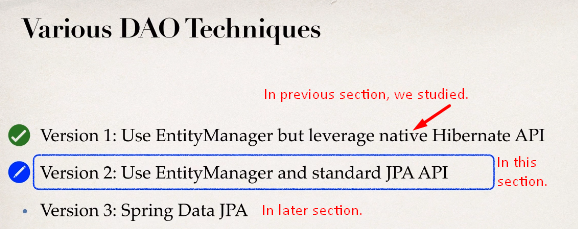 Various DAO Techniques
In previous section, we studied.
Version 1: Use EntityManager but leverage native Hibernate API
Version 2: Use EntityManager and standard JPA API
In this
section.
Version 3: Spring Data JPA
In later section.